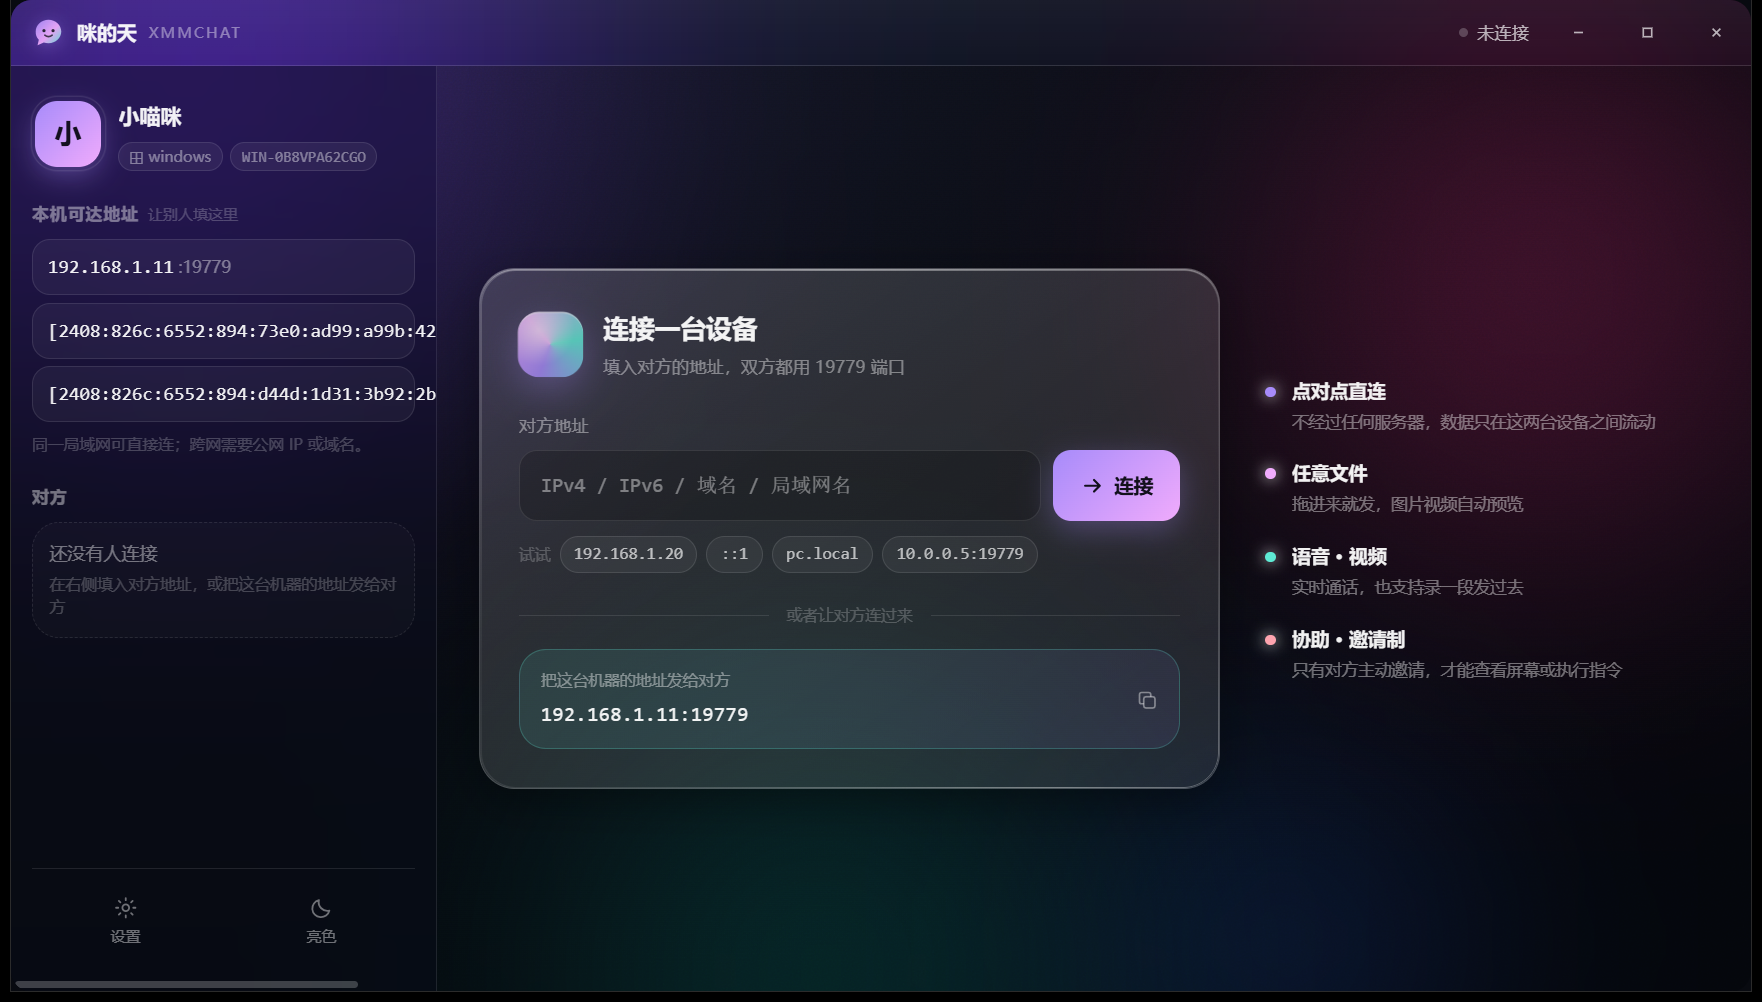 咪的天 XMMCHAT
未连接
小
小喵咪
windows WIN-0B8VPA62CGO
本机可达地址 让别人填这里
192.168.1.11 :19779
[2408:826c:6552:894:73e0:ad99:a99b:42
[2408:826c:6552:894:d44d:1d31:3b92:2b
同一局域网可直接连；跨网需要公网 IP 或域名。
对方
还没有人连接
在右侧填入对方地址，或把这台机器的地址发给对
方
设置
亮色
连接一台设备
填入对方的地址，双方都用 19779 端口
对方地址
IPv4 / IPv6 / 域名 / 局域网名
连接
试试 192.168.1.20 ::1 pc.local 10.0.0.5:19779
或者让对方连过来
把这台机器的地址发给对方
192.168.1.11:19779
点对点直连
不经过任何服务器，数据只在这两台设备之间流动
任意文件
拖进来就发，图片视频自动预览
语音 · 视频
实时通话，也支持录一段发过去
协助 · 邀请制
只有对方主动邀请，才能查看屏幕或执行指令